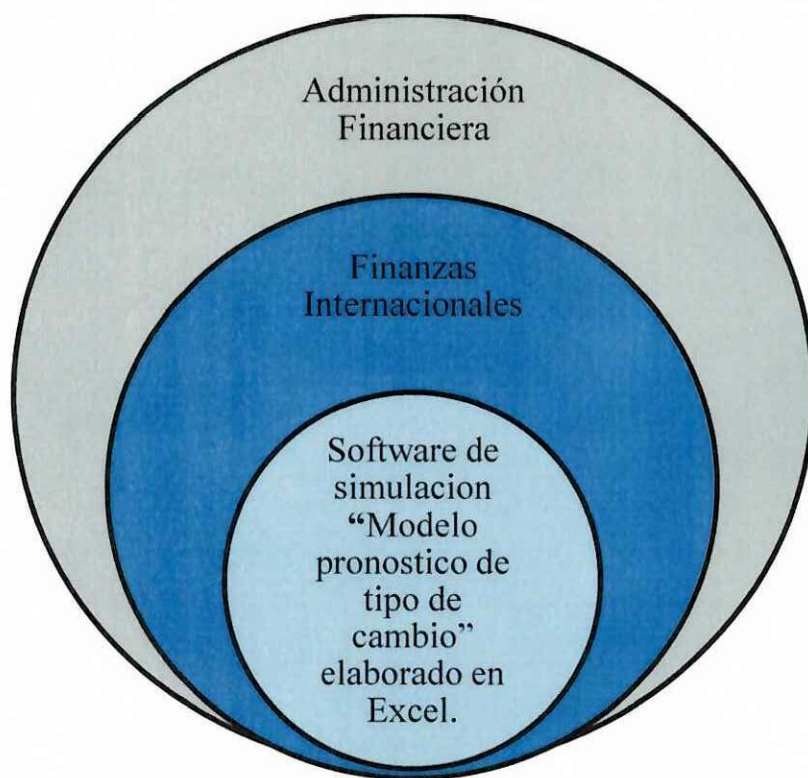 Administración
Financiera
Finanzas
Internacionales
Software de
simulacion
“Modelo
pronostico de
tipo de
cambio”
elaborado en
Excel.